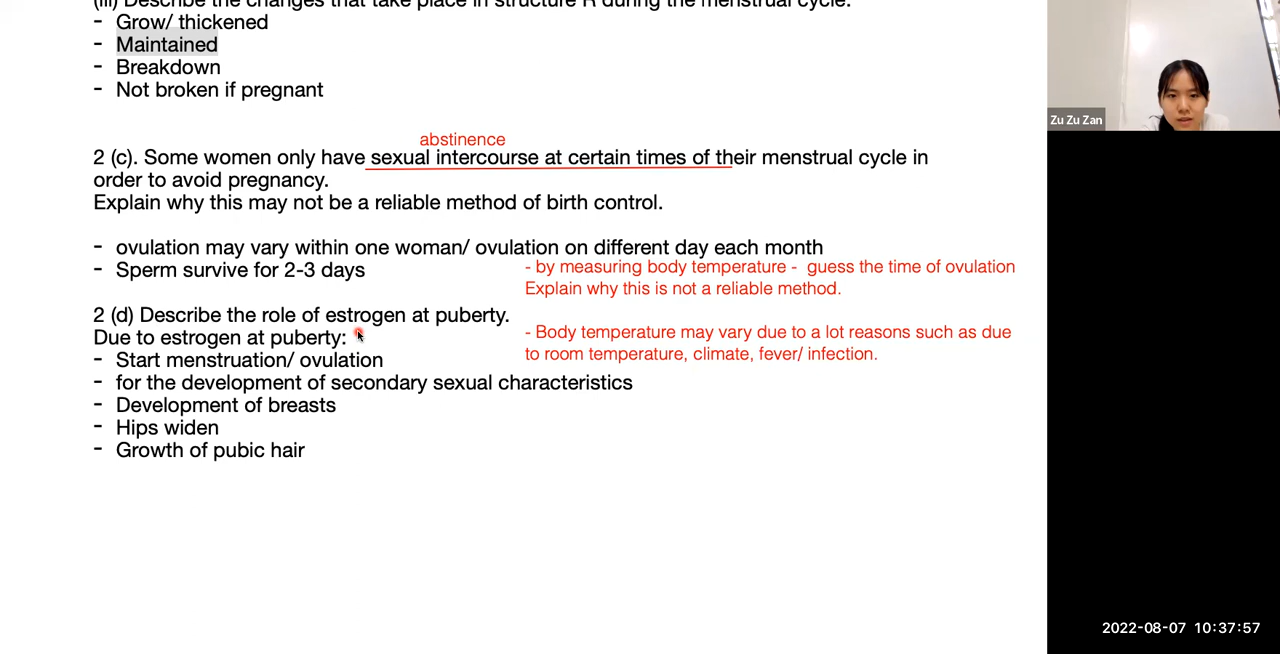 (iii) Describe the changes that take place in structure R during the menstrual cycle.
- Grow/ thickened
- Maintained
- Breakdown
- Not broken if pregnant
Zu Zu Zan
abstinence
2 (c). Some women only have sexual intercourse at certain times of their menstrual cycle in
order to avoid pregnancy.
Explain why this may not be a reliable method of birth control.
- ovulation may vary within one woman/ ovulation on different day each month
- Sperm survive for 2-3 days
- by measuring body temperature - guess the time of ovulation
Explain why this is not a reliable method.
2 (d) Describe the role of estrogen at puberty.
Due to estrogen at puberty:
- Body temperature may vary due to a lot reasons such as due
to room temperature, climate, fever/ infection.
- Start menstruation/ ovulation
- for the development of secondary sexual characteristics
- Development of breasts
- Hips widen
- Growth of pubic hair
2022-08-07 10:37:57